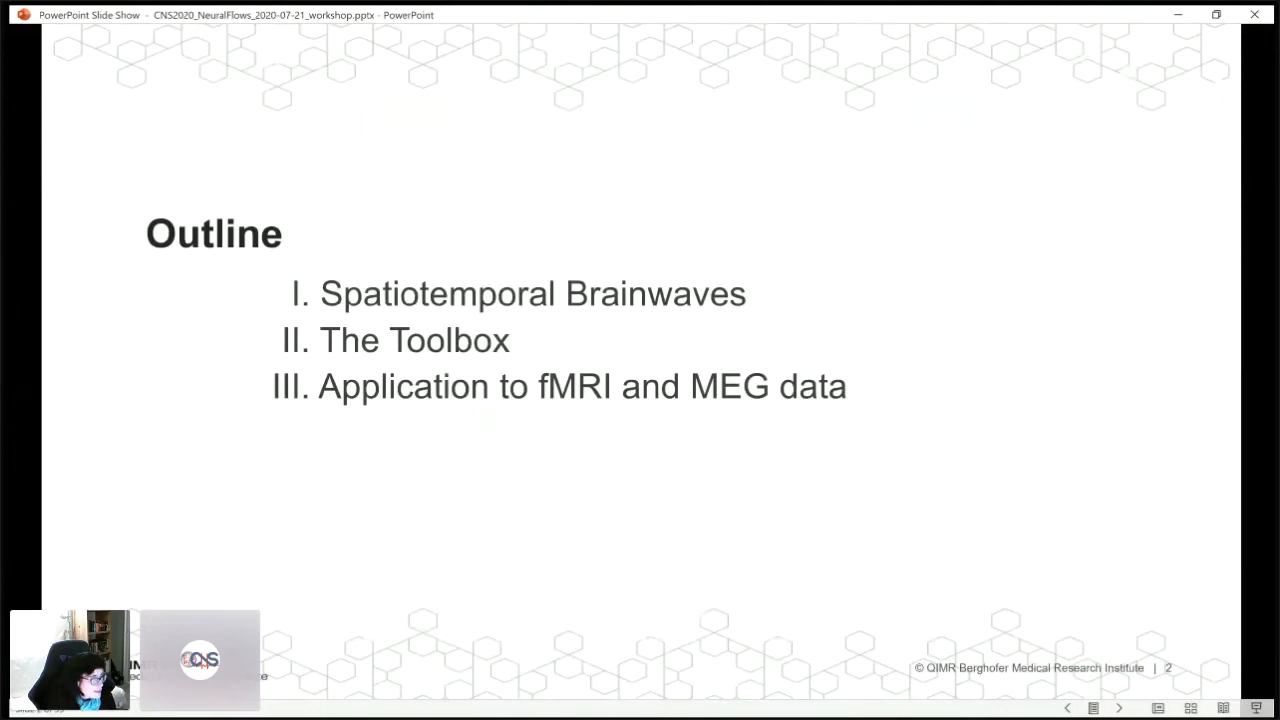 PowerPoint Slide Show - CNS2020_NeuralFlows_2020-07-21_workshop.pptx - PowerPoint
Outline
I. Spatiotemporal Brainwaves
II. The Toolbox
III. Application to fMRI and MEG data
CNS
© QIMR Berghofer Medical Research Institute | 2